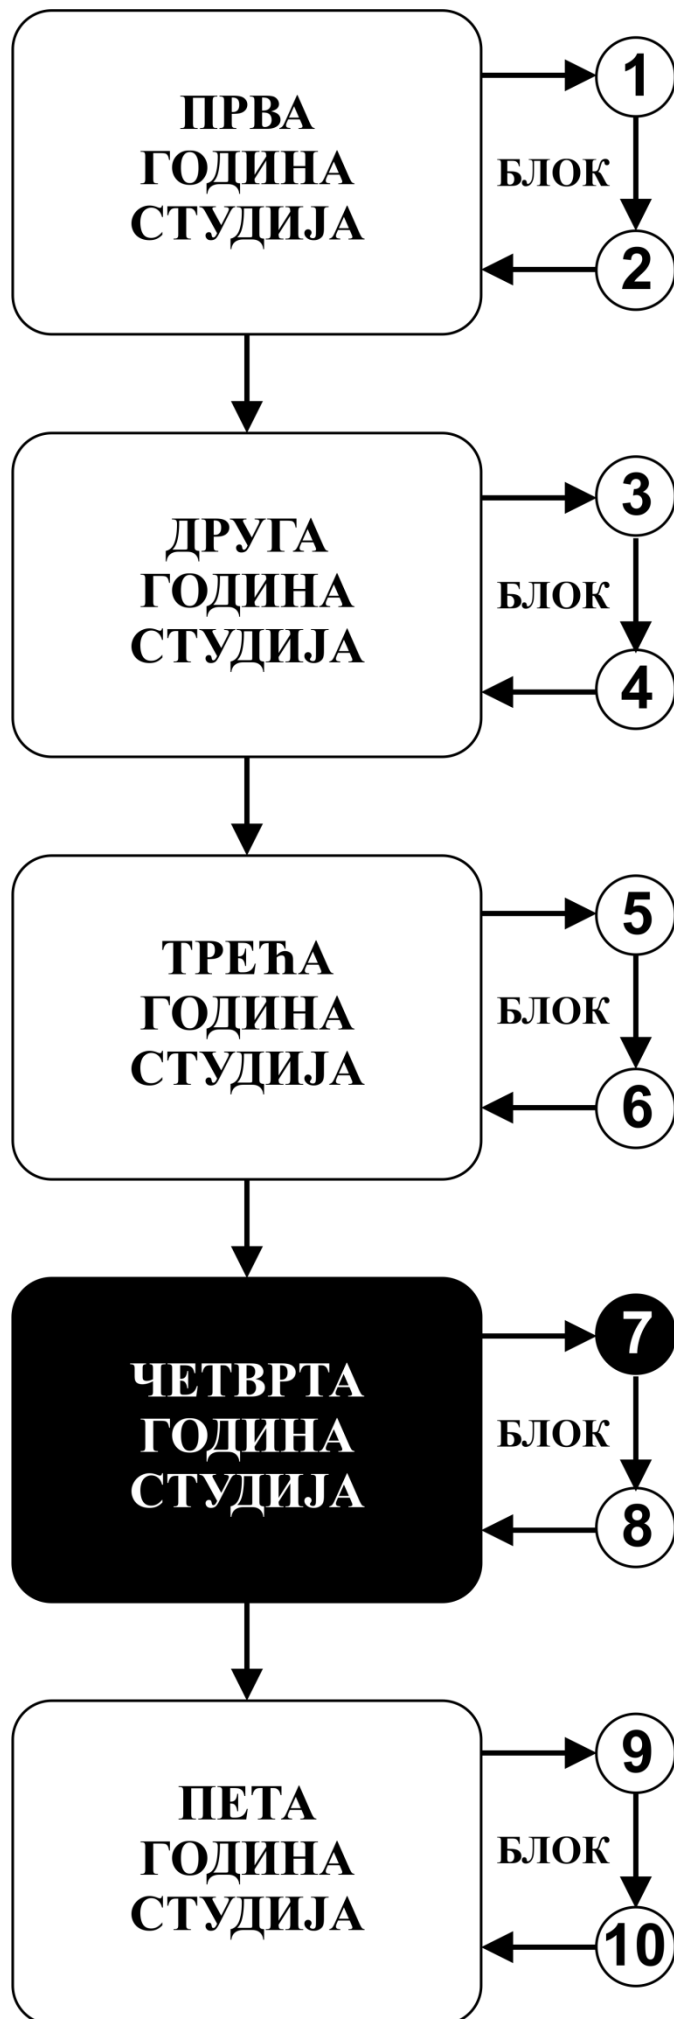 ПРВА
ГОДИНА
СТУДИЈА
1
БЛОК
2
ДРУГА
ГОДИНА
СТУДИЈА
3
БЛОК
4
ТРЕЋА
ГОДИНА
СТУДИЈА
5
БЛОК
6
ЧЕТВРТА
ГОДИНА
СТУДИЈА
7
БЛОК
8
ПЕТА
ГОДИНА
СТУДИЈА
9
БЛОК
10